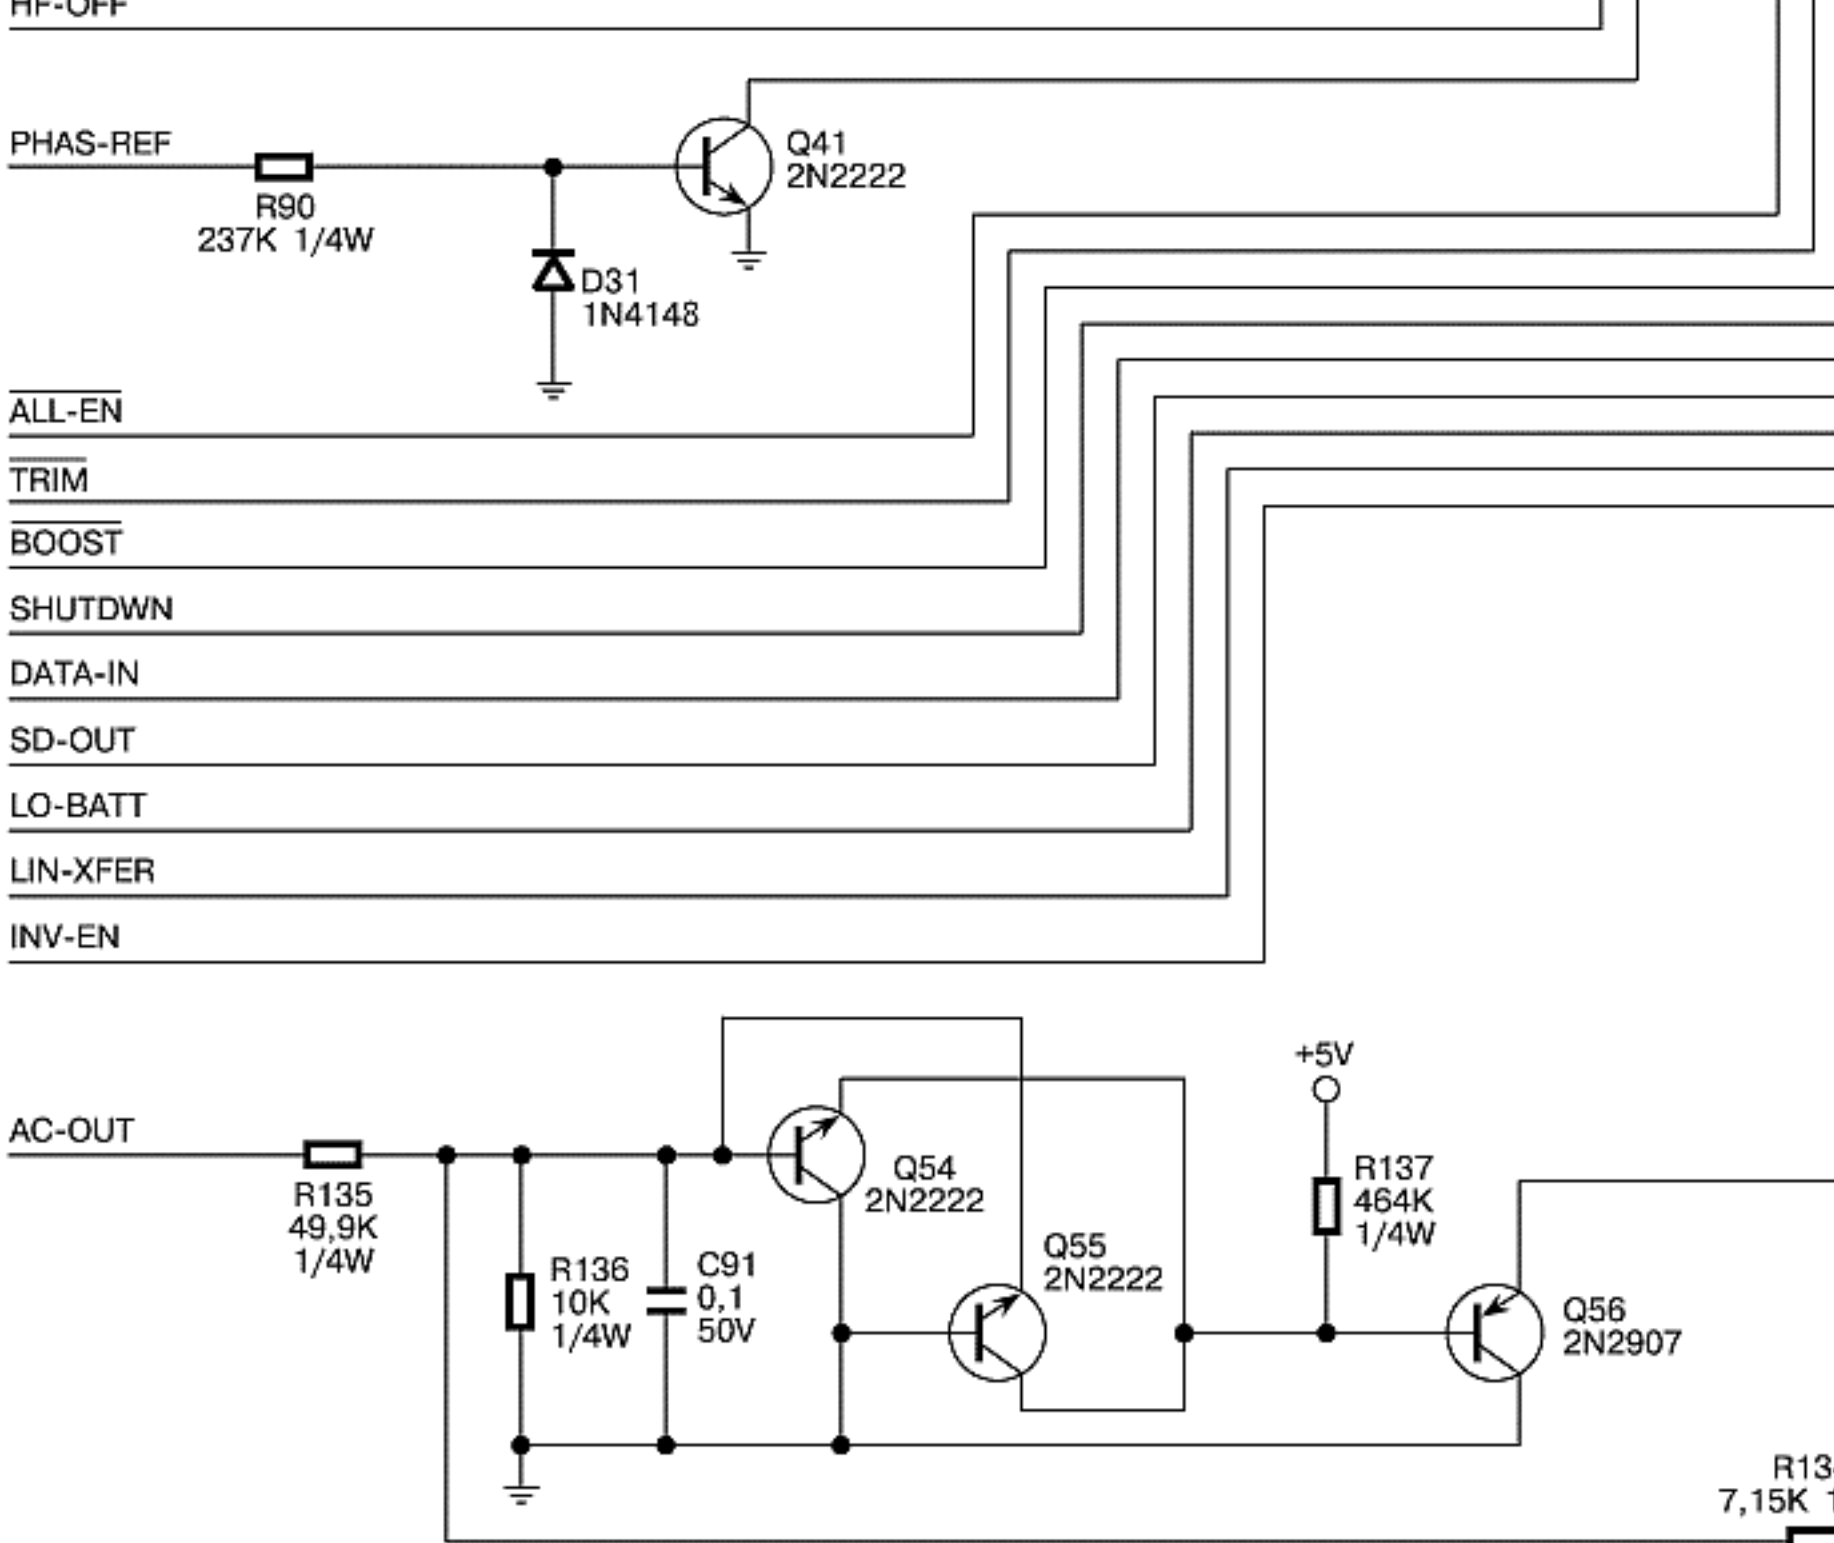 HF-OFF
PHAS-REF
R90
237K 1/4W
Q41
2N2222
D31
1N4148
ALL-EN
TRIM
BOOST
SHUTDWN
DATA-IN
SD-OUT
LO-BATT
LIN-XFER
INV-EN
AC-OUT
R135
49,9K
1/4W
R136
10K
1/4W
C91
0,1
50V
Q54
2N2222
Q55
2N2222
+5V
R137
464K
1/4W
Q56
2N2907
7,15K